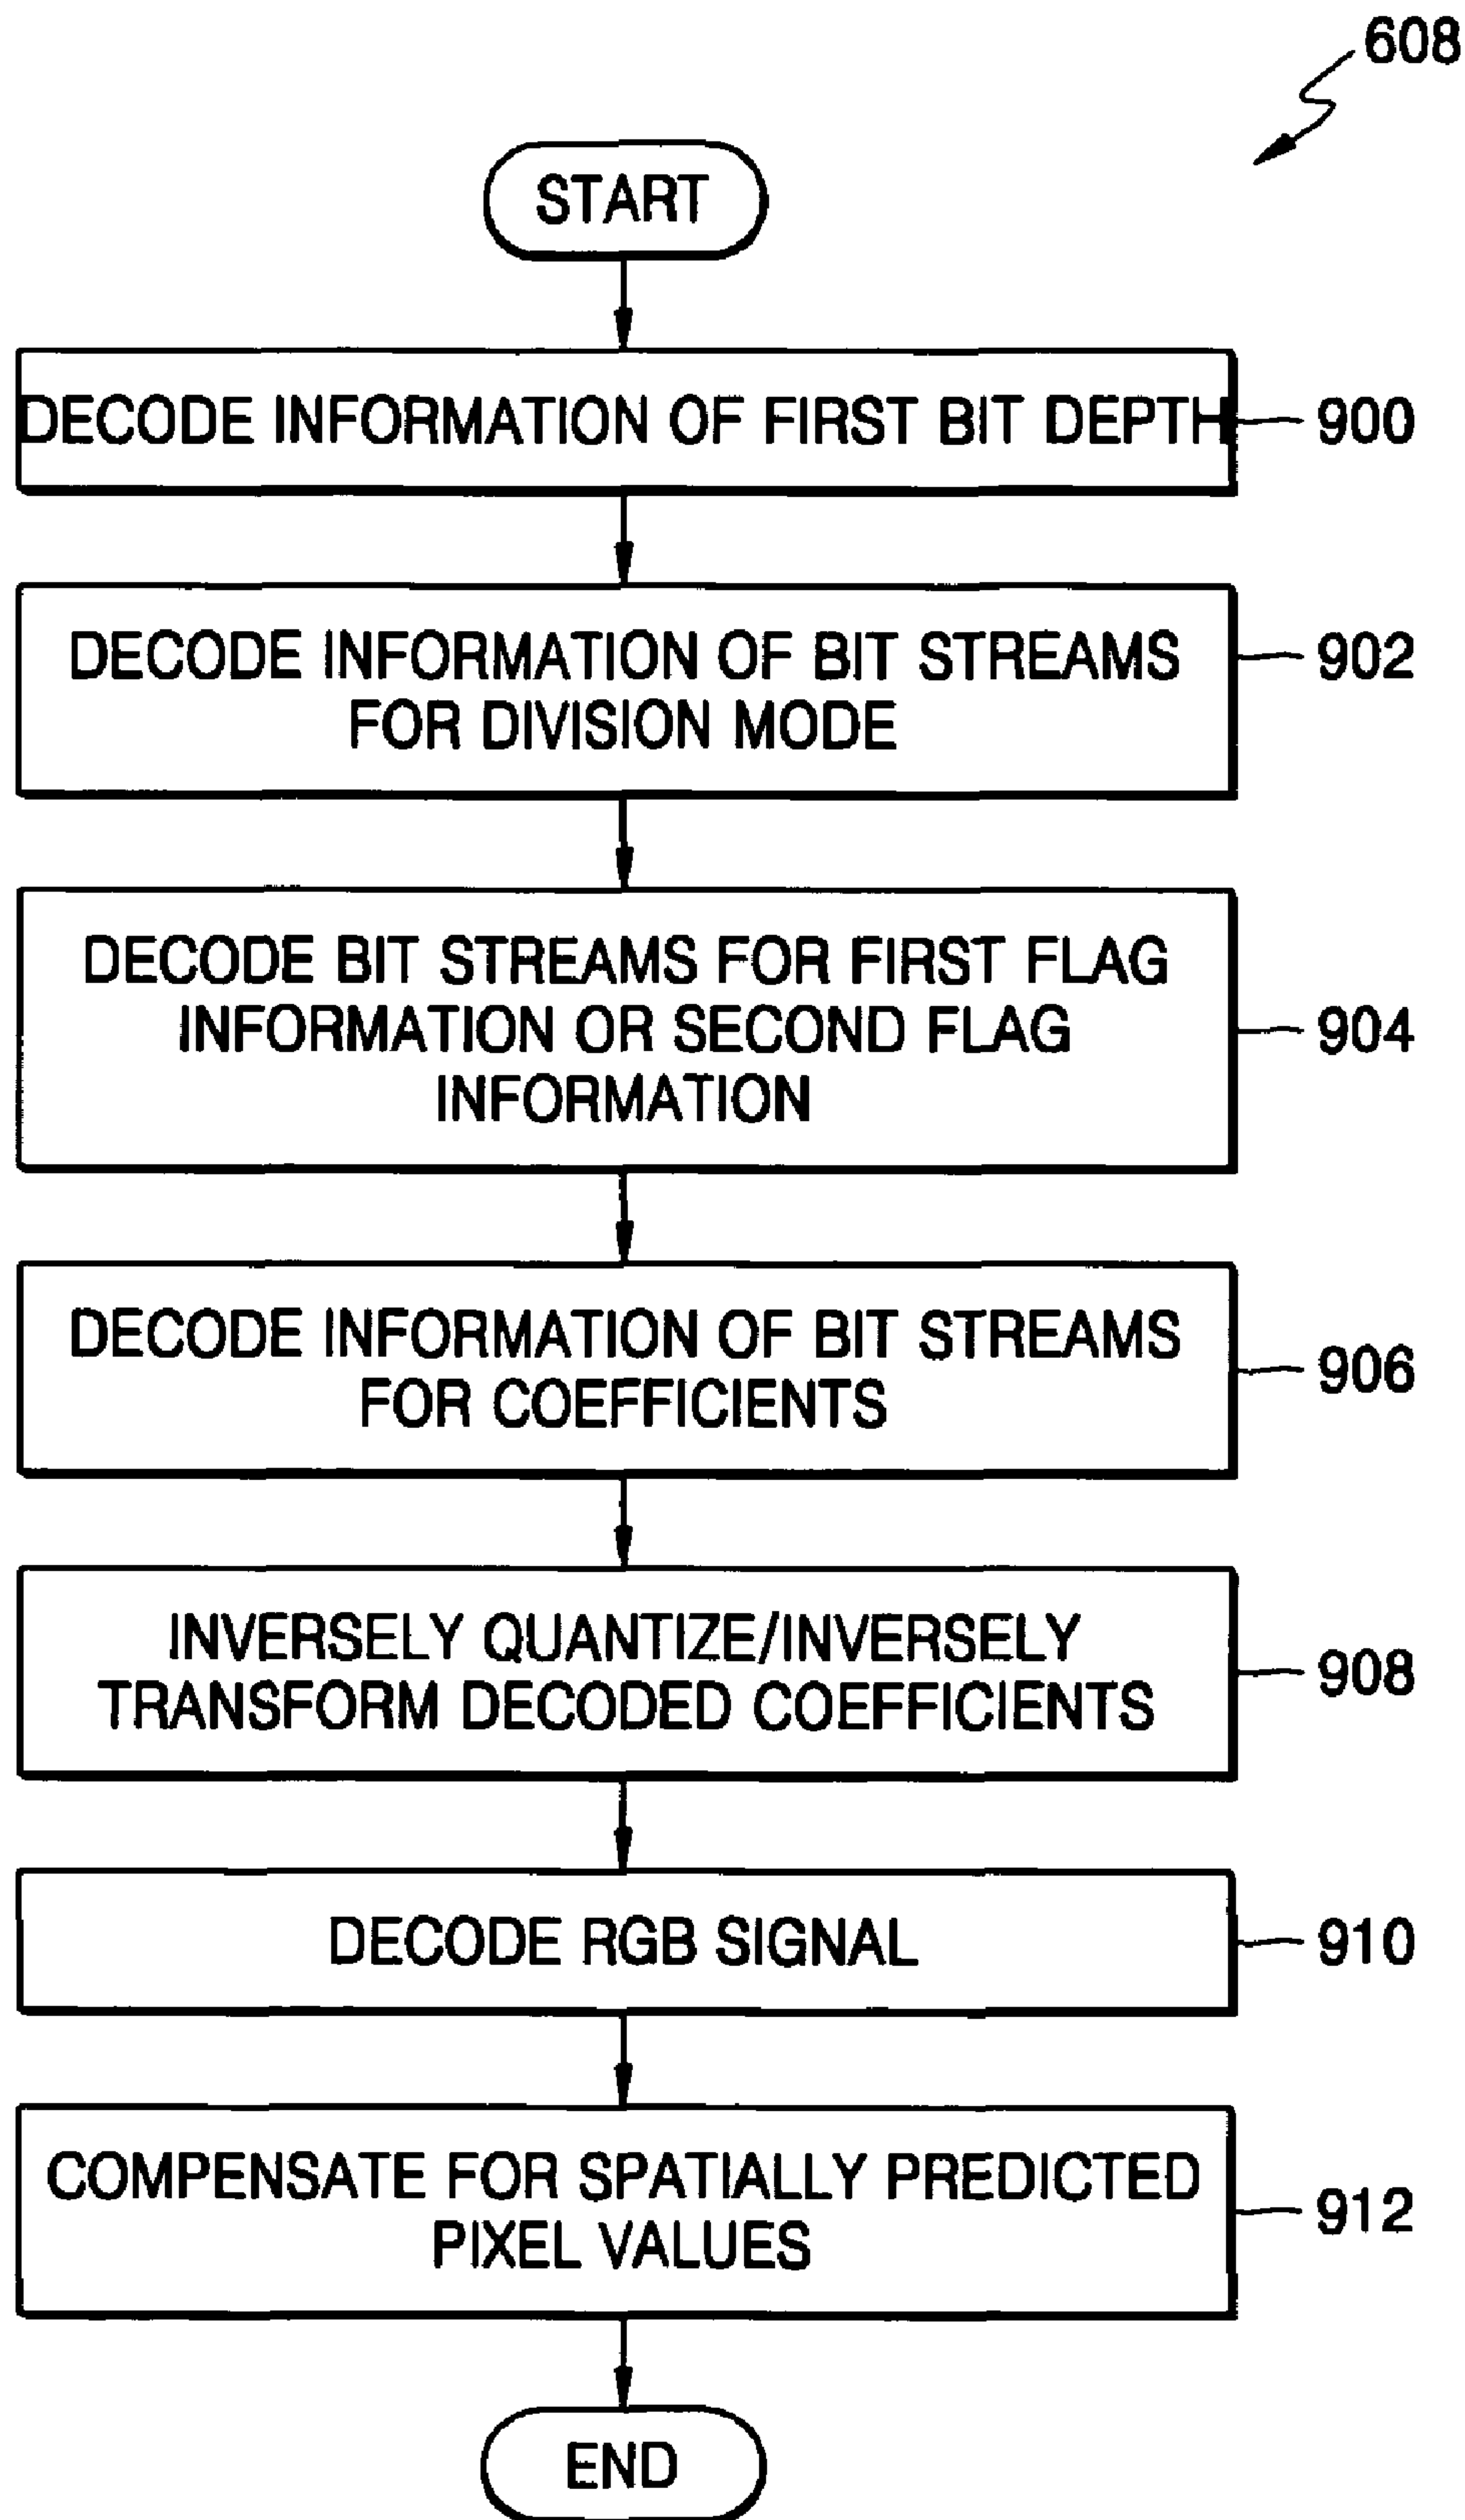 608
START
DECODE INFORMATION OF FIRST BIT DEPTH
900
DECODE INFORMATION OF BIT STREAMS
FOR DIVISION MODE
902
DECODE BIT STREAMS FOR FIRST FLAG
INFORMATION OR SECOND FLAG
INFORMATION
904
DECODE INFORMATION OF BIT STREAMS
FOR COEFFICIENTS
906
INVERSELY QUANTIZE/INVERSELY
TRANSFORM DECODED COEFFICIENTS
908
DECODE RGB SIGNAL
910
COMPENSATE FOR SPATIALLY PREDICTED
PIXEL VALUES
912
END